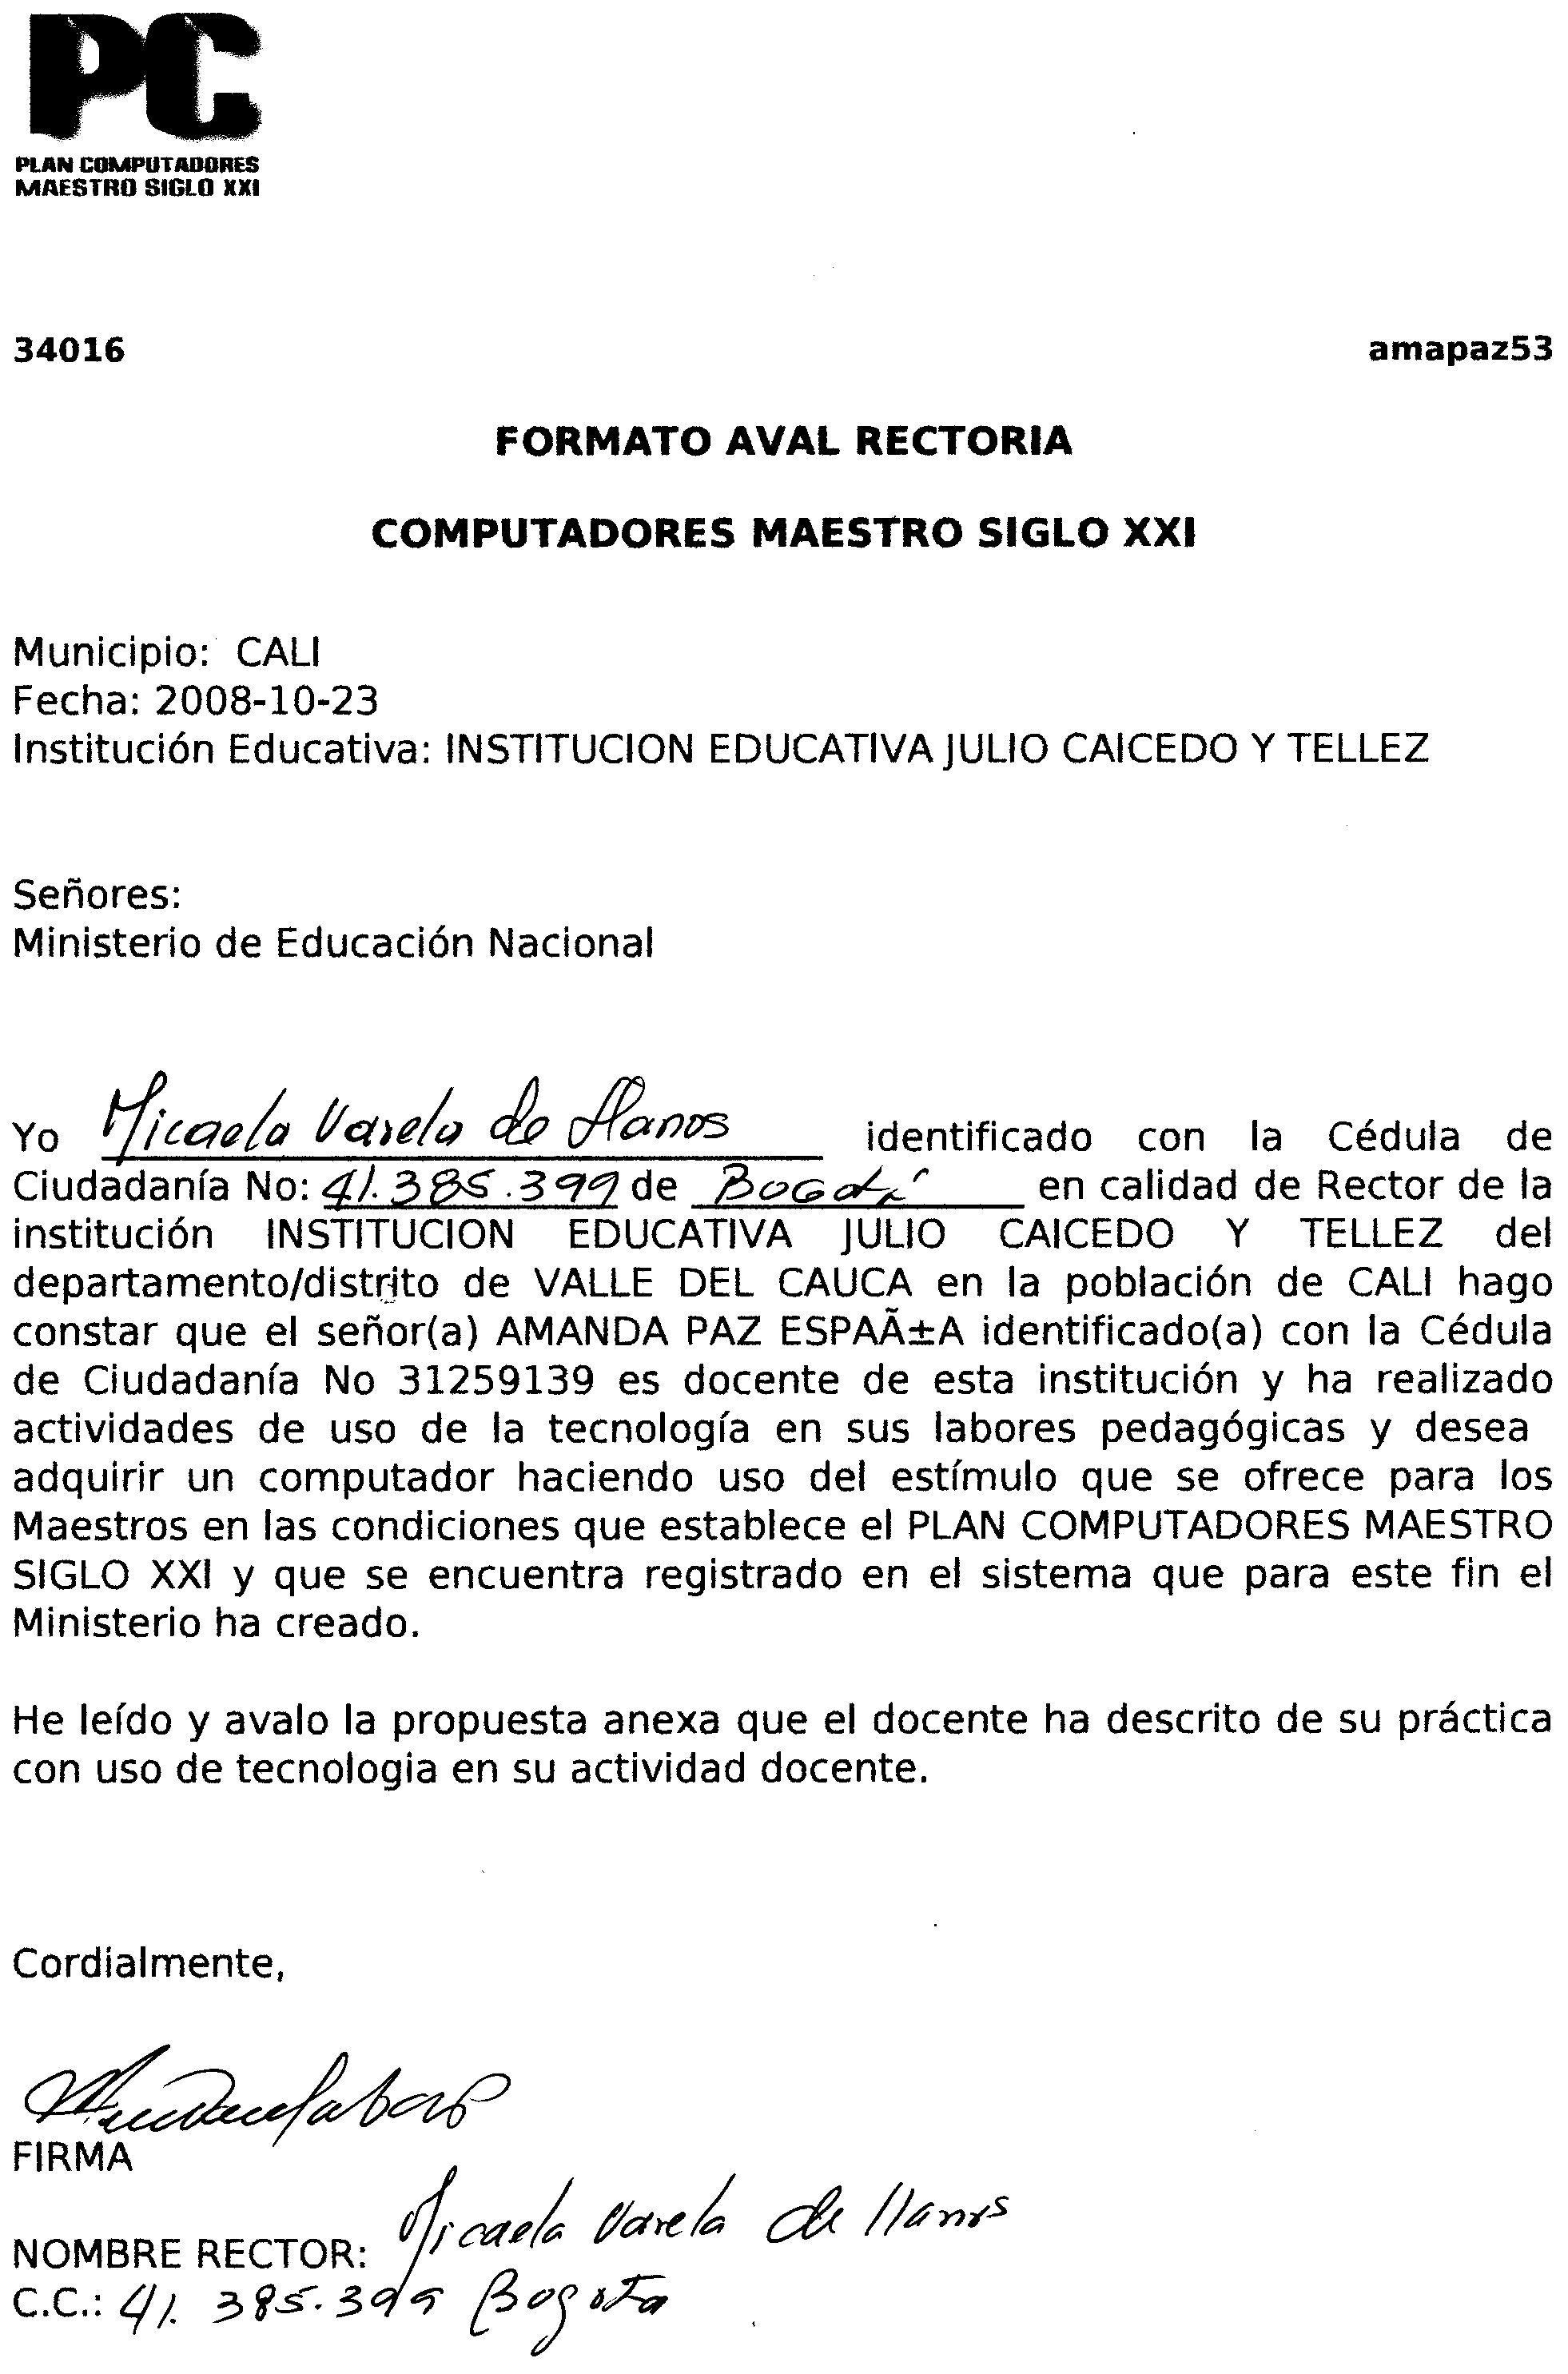 PC
PLAN COMPUTADORES
MAESTRO SIGLO XXI
34016 amapaz53
FORMATO AVAL RECTORIA
COMPUTADORES MAESTRO SIGLO XXI
Municipio: CALI
Fecha: 2008-10-23
Institución Educativa: INSTITUCION EDUCATIVA JULIO CAICEDO Y TELLEZ
Señores:
Ministerio de Educación Nacional
Yo Micaela Varela de Llanos identificado con la Cédula de
Ciudadanía No: 41.385.399 de Bogotá en calidad de Rector de la
institución INSTITUCION EDUCATIVA JULIO CAICEDO Y TELLEZ del
departamento/distrito de VALLE DEL CAUCA en la población de CALI hago
constar que el señor(a) AMANDA PAZ ESPAÃ±A identificado(a) con la Cédula
de Ciudadanía No 31259139 es docente de esta institución y ha realizado
actividades de uso de la tecnología en sus labores pedagógicas y desea
adquirir un computador haciendo uso del estímulo que se ofrece para los
Maestros en las condiciones que establece el PLAN COMPUTADORES MAESTRO
SIGLO XXI y que se encuentra registrado en el sistema que para este fin el
Ministerio ha creado.
He leído y avalo la propuesta anexa que el docente ha descrito de su práctica
con uso de tecnologia en su actividad docente.
Cordialmente,
FIRMA
NOMBRE RECTOR: Micaela Varela de llanos
C.C.: 41.385.399 Bogota